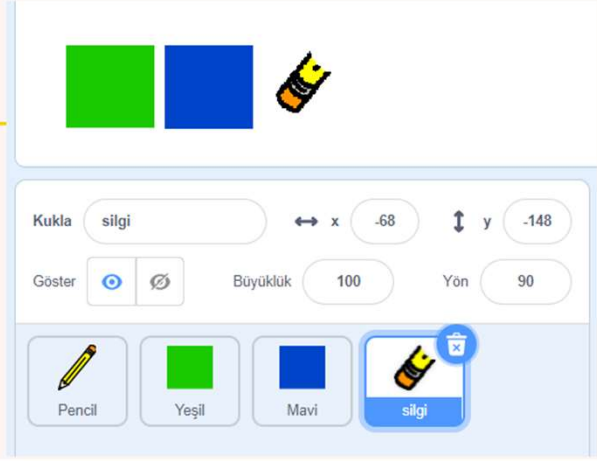 Kukla silgi x -68 y -148
Göster Büyüklük 100 Yön 90
Pencil Yeşil Mavi silgi